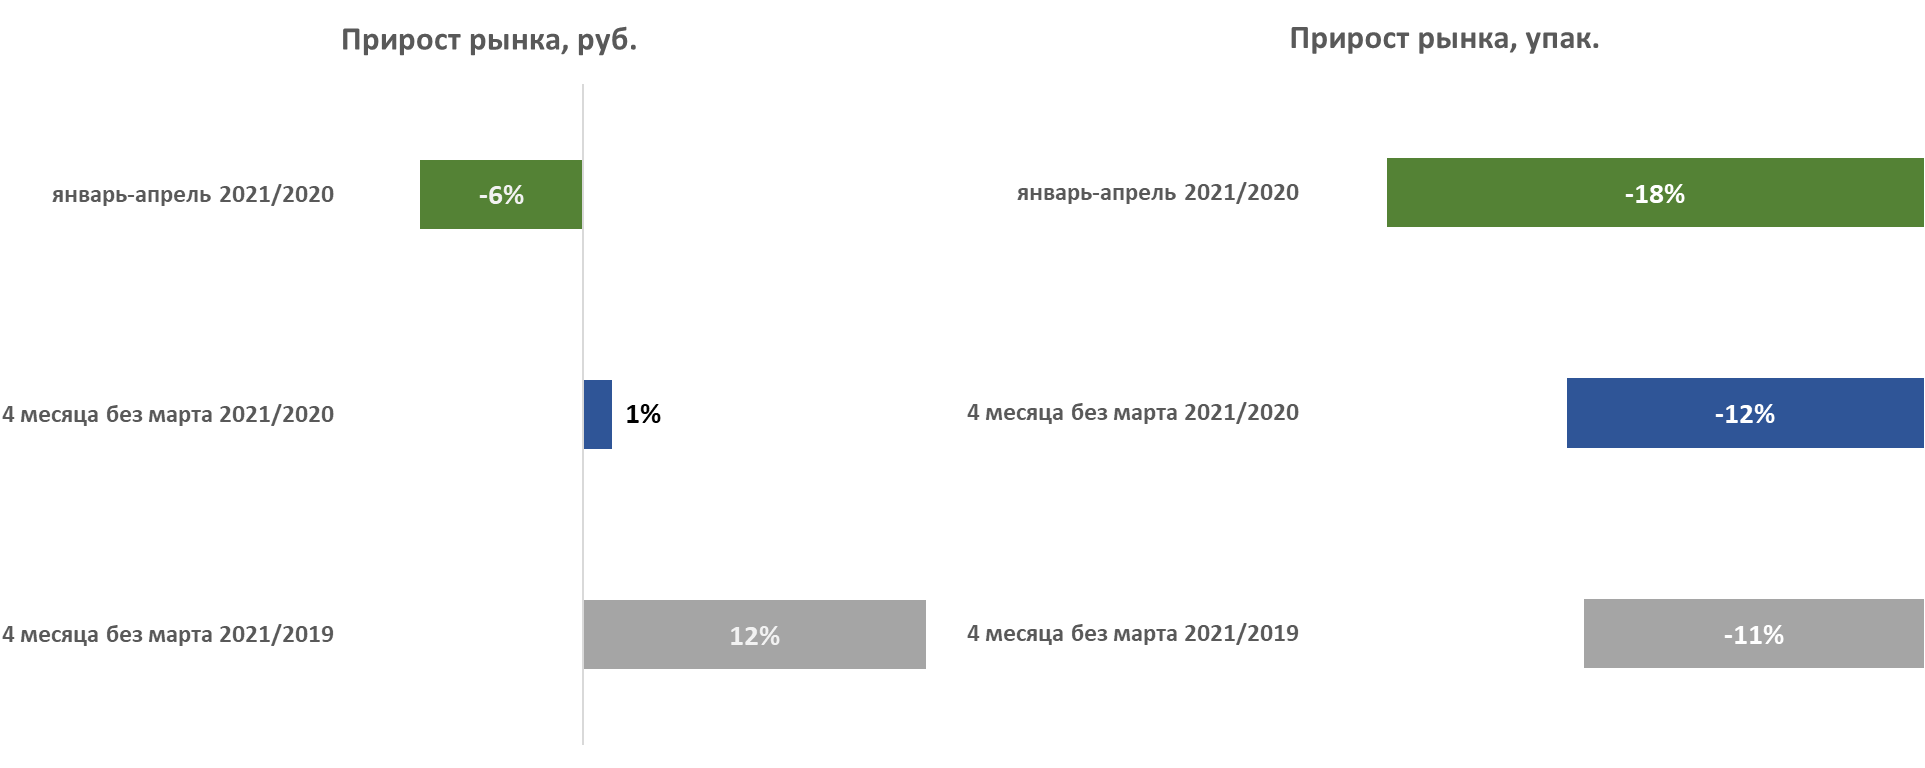 Прирост рынка, руб.
январь-апрель 2021/2020
-6%
4 месяца без марта 2021/2020
1%
4 месяца без марта 2021/2019
12%
Прирост рынка, упак.
январь-апрель 2021/2020
-18%
4 месяца без марта 2021/2020
-12%
4 месяца без марта 2021/2019
-11%